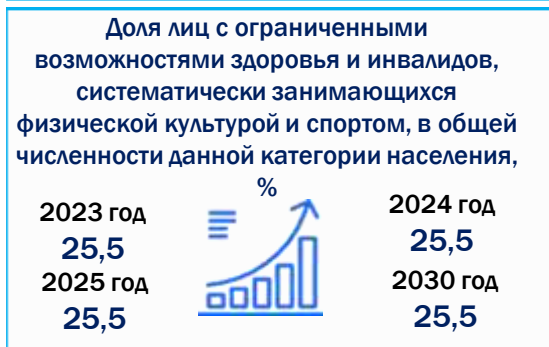 Доля лиц с ограниченными
возможностями здоровья и инвалидов,
систематически занимающихся
физической культурой и спортом, в общей
численности данной категории населения,
%
2023 год
25,5
2024 год
25,5
2025 год
25,5
2030 год
25,5